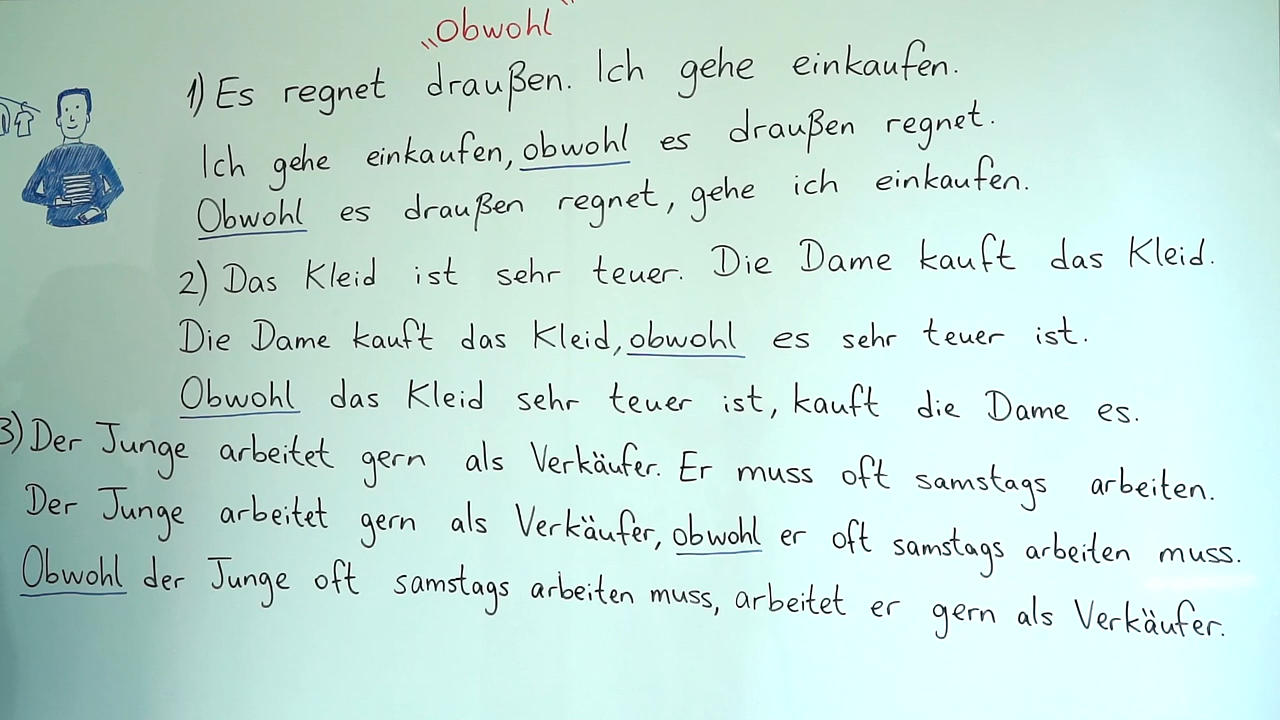 „Obwohl“
1) Es regnet draußen. Ich gehe einkaufen.
Ich gehe einkaufen, obwohl es draußen regnet.
Obwohl es draußen regnet, gehe ich einkaufen.
2) Das Kleid ist sehr teuer. Die Dame kauft das Kleid.
Die Dame kauft das Kleid, obwohl es sehr teuer ist.
Obwohl das Kleid sehr teuer ist, kauft die Dame es.
3) Der Junge arbeitet gern als Verkäufer. Er muss oft samstags arbeiten.
Der Junge arbeitet gern als Verkäufer, obwohl er oft samstags arbeiten muss.
Obwohl der Junge oft samstags arbeiten muss, arbeitet er gern als Verkäufer.